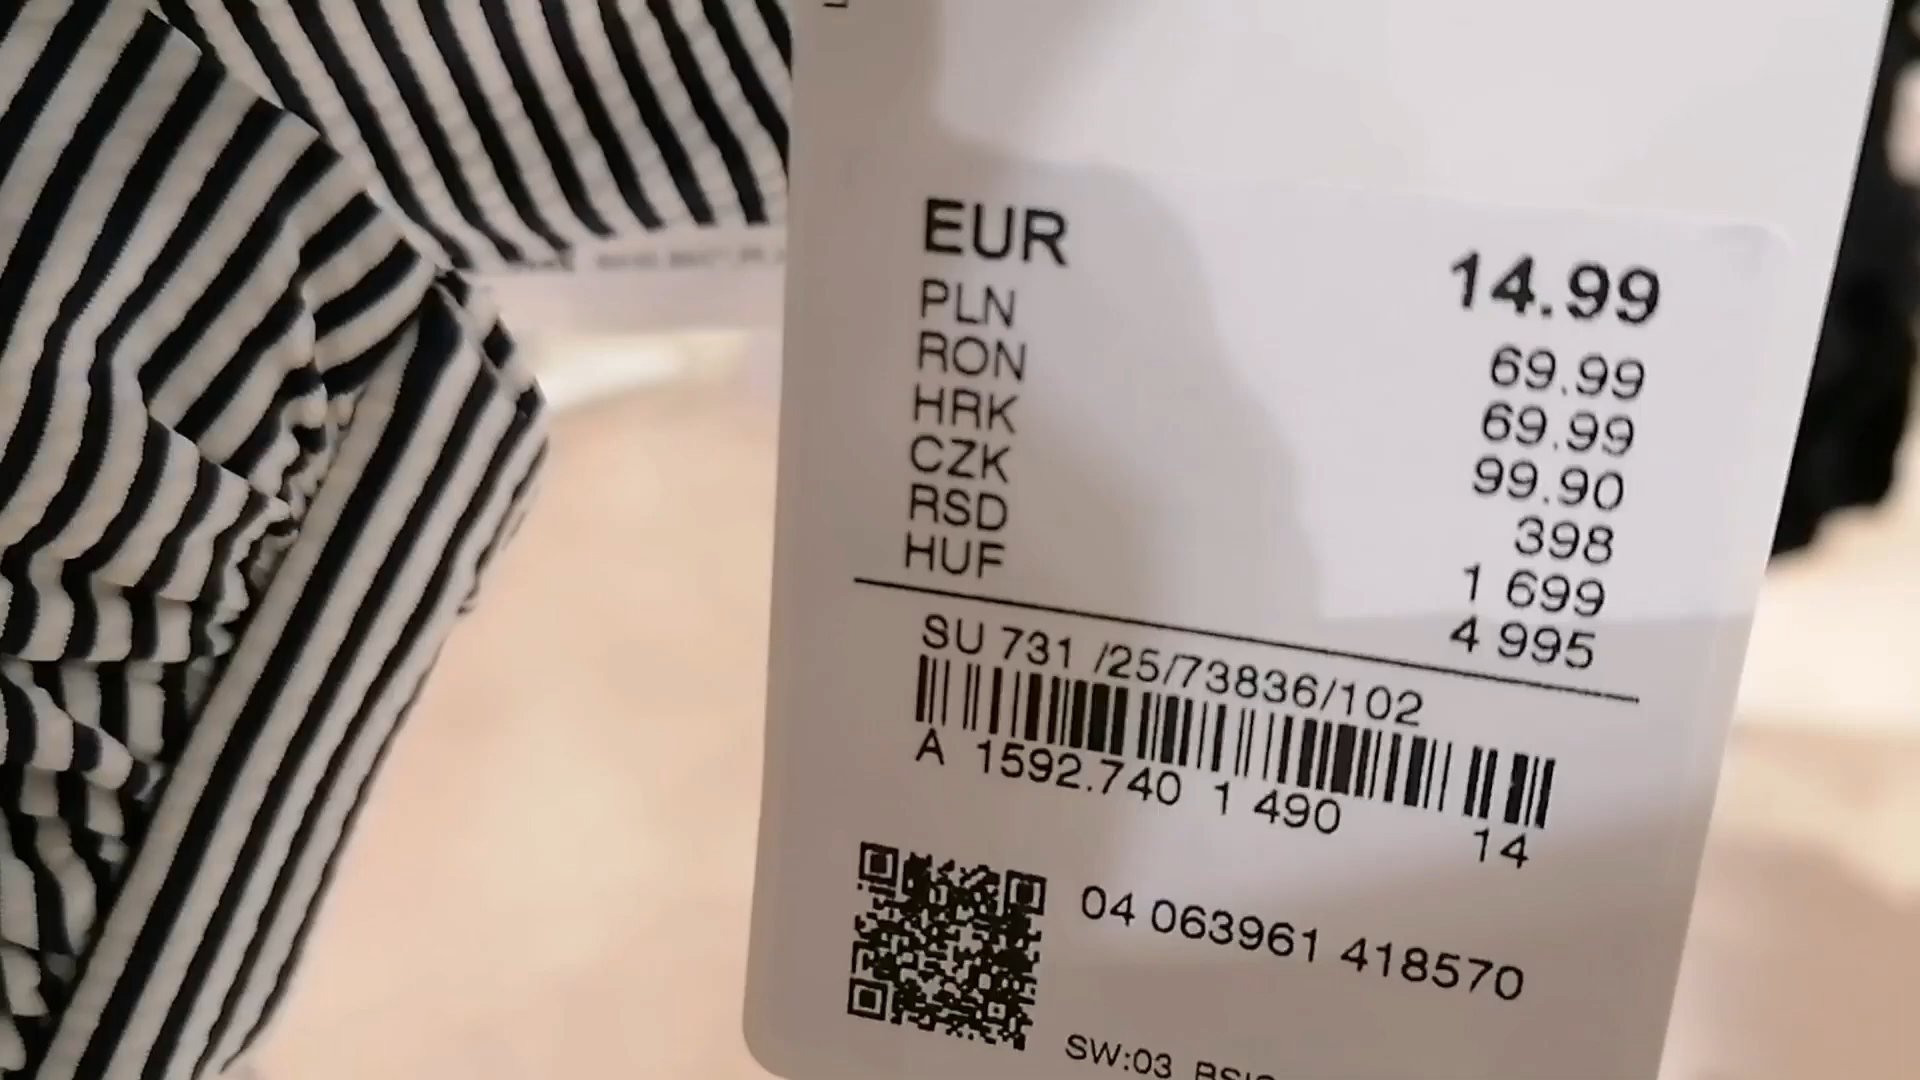 EUR 14.99
PLN 69.99
RON 69.99
HRK 99.90
CZK 398
RSD 1 699
HUF 4 995
SU 731 /25/73836/102
A 1592.740 1 490 14
04 063961 418570
SW:03